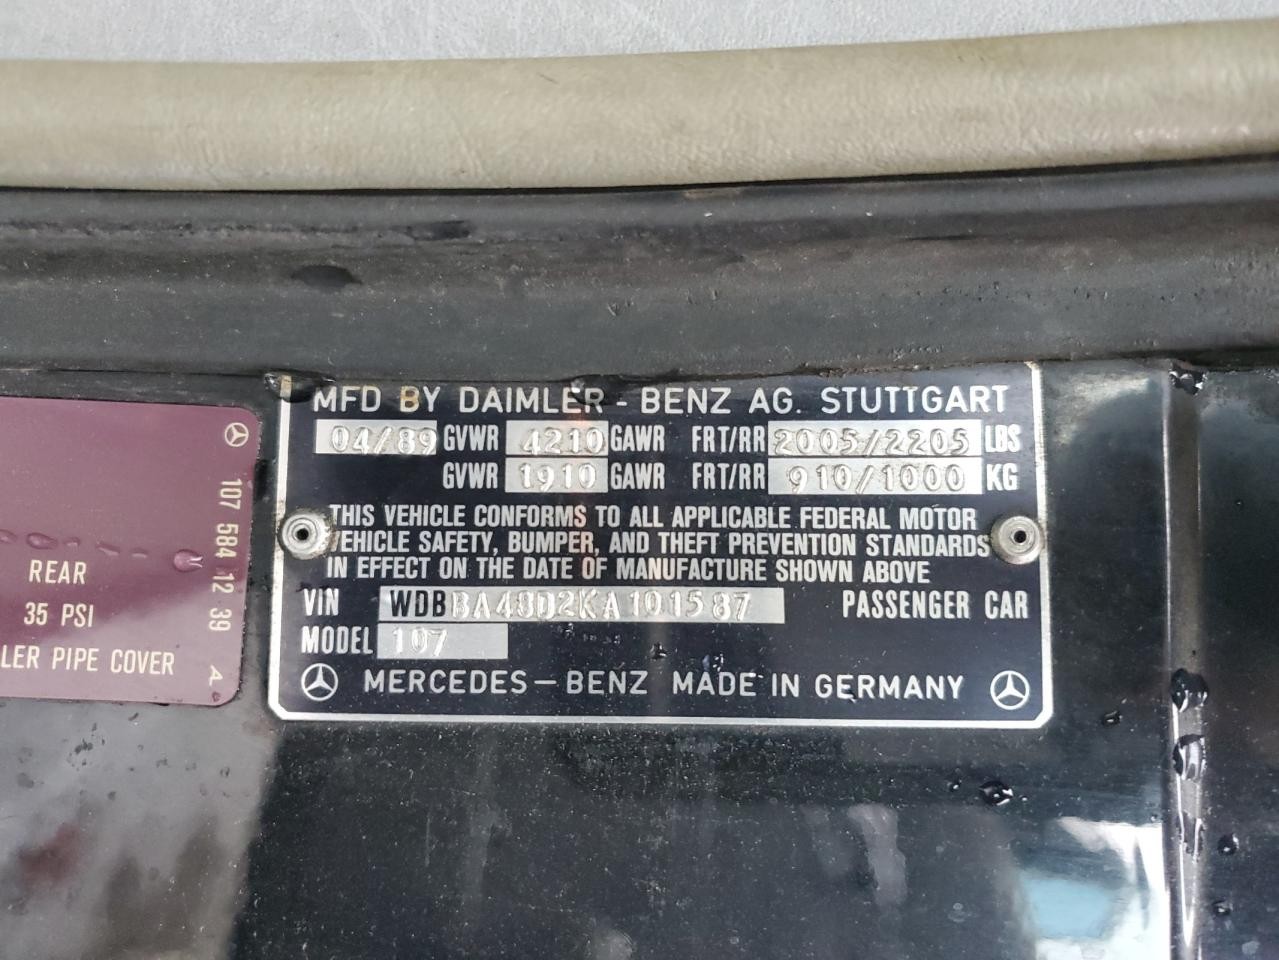 MFD BY DAIMLER - BENZ AG. STUTTGART
04/89 GVWR 4210 GAWR FRT/RR 2005/2205 LBS
GVWR 1910 GAWR FRT/RR 910/1000 KG
THIS VEHICLE CONFORMS TO ALL APPLICABLE FEDERAL MOTOR
VEHICLE SAFETY, BUMPER, AND THEFT PREVENTION STANDARDS
IN EFFECT ON THE DATE OF MANUFACTURE SHOWN ABOVE
VIN WDBBA48D2KA101587 PASSENGER CAR
MODEL 107
MERCEDES - BENZ MADE IN GERMANY
REAR
35 PSI
LER PIPE COVER
107 584 12 39 A